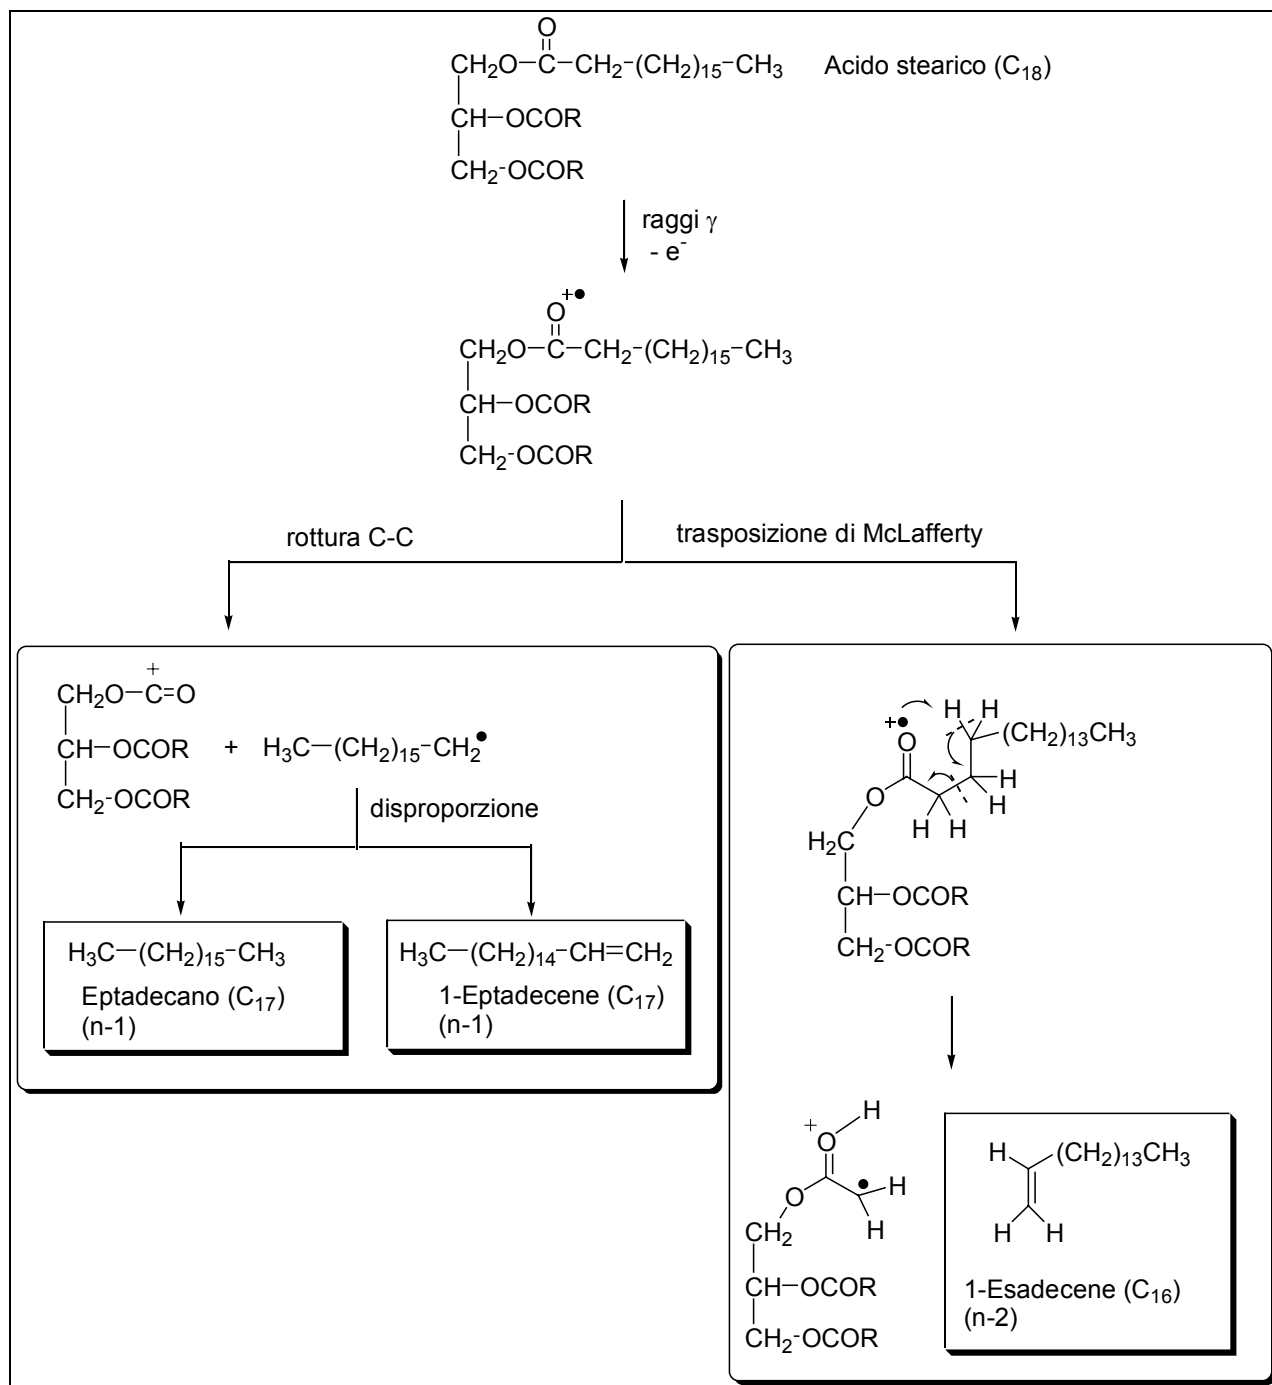 O
CH2O–C–CH2-(CH2)15–CH3 Acido stearico (C18)
CH–OCOR
CH2-OCOR
raggi γ
- e-
+•
O
CH2O–C–CH2-(CH2)15–CH3
CH–OCOR
CH2-OCOR
rottura C-C
trasposizione di McLafferty
+
CH2O–C=O
CH–OCOR
+ H3C–(CH2)15–CH2•
CH2-OCOR
disproporzione
H3C–(CH2)15–CH3
Eptadecano (C17)
(n-1)
H3C–(CH2)14–CH=CH2
1-Eptadecene (C17)
(n-1)
H H
+•
O
(CH2)13CH3
H
H
O
H H
H2C
CH–OCOR
CH2-OCOR
H
+
O
O
C•
H
H
CH2
CH–OCOR
CH2-OCOR
H (CH2)13CH3
H H
1-Esadecene (C16)
(n-2)